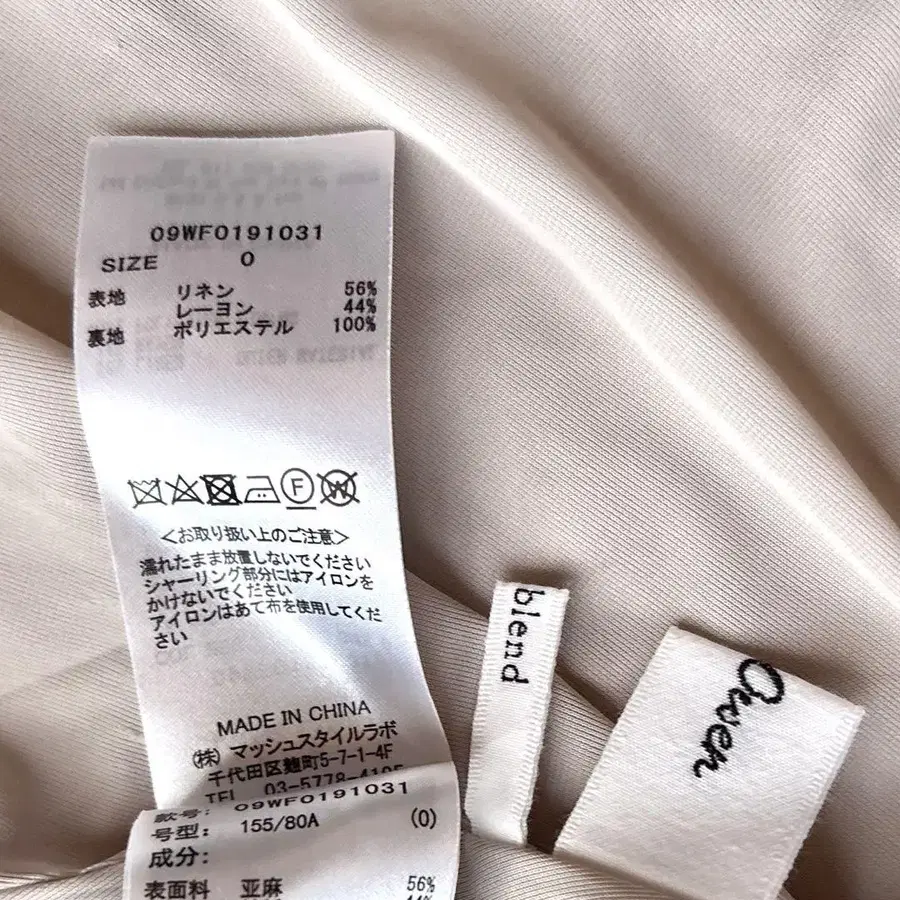 09WF0191031
SIZE 0
表地 リネン 56%
レーヨン 44%
裏地 ポリエステル 100%
F W
<お取り扱い上のご注意>
濡れたまま放置しないでください
シャーリング部分にはアイロンを
かけないでください
アイロンはあて布を使用してくだ
さい
MADE IN CHINA
(株) マッシュスタイルラボ
千代田区麹町5-7-1-4F
TEL 03-5778-4105
款号: 09WF0191031
号型: 155/80A (0)
成分:
表面料 亚麻 56%
44%
blend
Owen